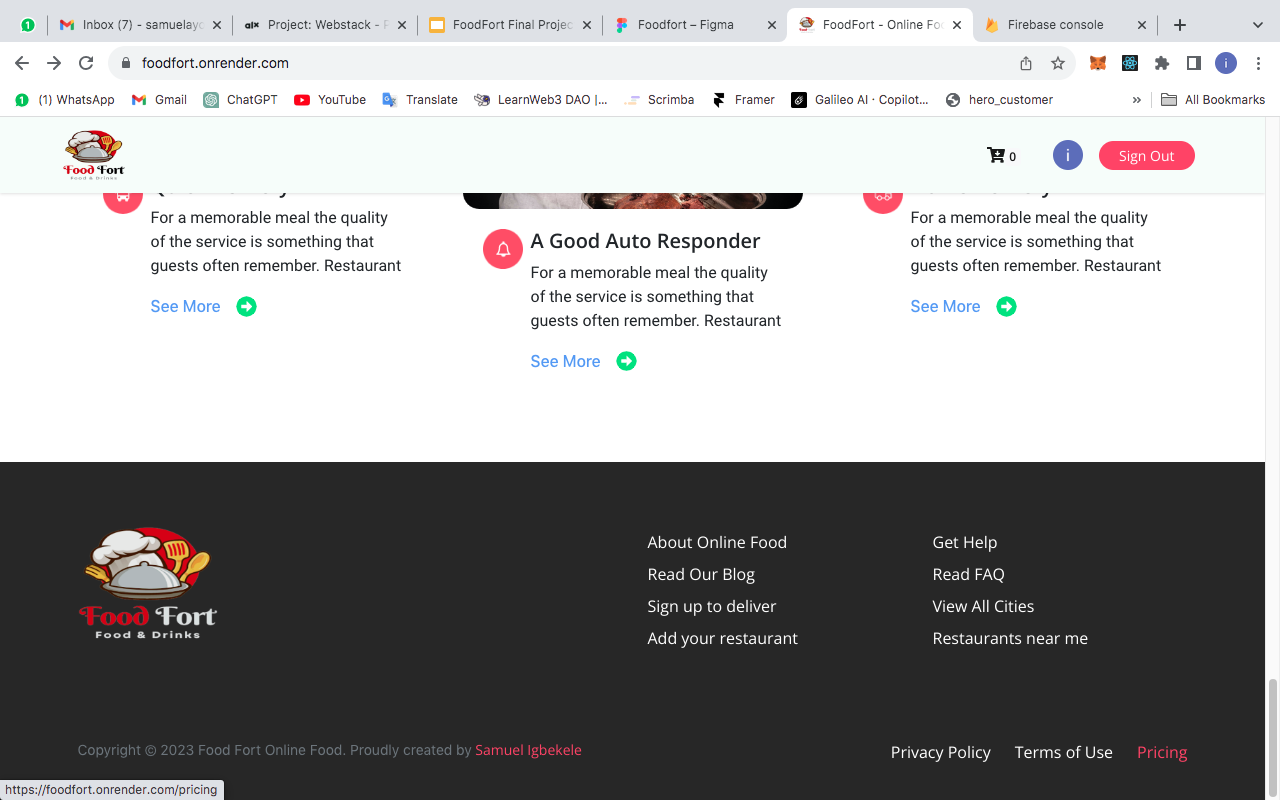 1
Inbox (7) - samuelayo
alx
Project: Webstack - P
FoodFort Final Projec
Foodfort – Figma
FoodFort - Online Foo
Firebase console
foodfort.onrender.com
i
1
(1) WhatsApp
Gmail
ChatGPT
YouTube
Translate
LearnWeb3 DAO |...
Scrimba
Framer
Galileo AI · Copilot...
hero_customer
»
All Bookmarks
Food Fort
Food & Drinks
0
i
Sign Out
For a memorable meal the quality
of the service is something that
guests often remember. Restaurant
See More
A Good Auto Responder
For a memorable meal the quality
of the service is something that
guests often remember. Restaurant
See More
For a memorable meal the quality
of the service is something that
guests often remember. Restaurant
See More
Food Fort
Food & Drinks
About Online Food
Read Our Blog
Sign up to deliver
Add your restaurant
Get Help
Read FAQ
View All Cities
Restaurants near me
Copyright © 2023 Food Fort Online Food. Proudly created by Samuel Igbekele
Privacy Policy
Terms of Use
Pricing
https://foodfort.onrender.com/pricing